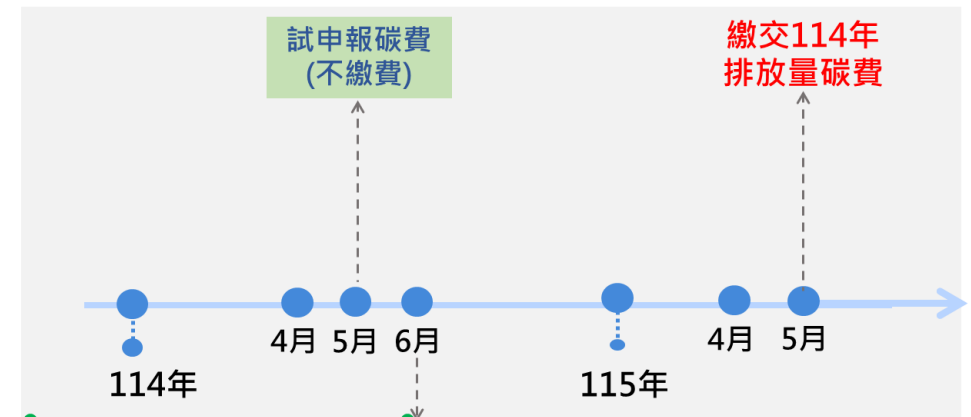 試申報碳費
(不繳費)
繳交114年
排放量碳費
4月
5月
6月
4月
5月
114年
115年